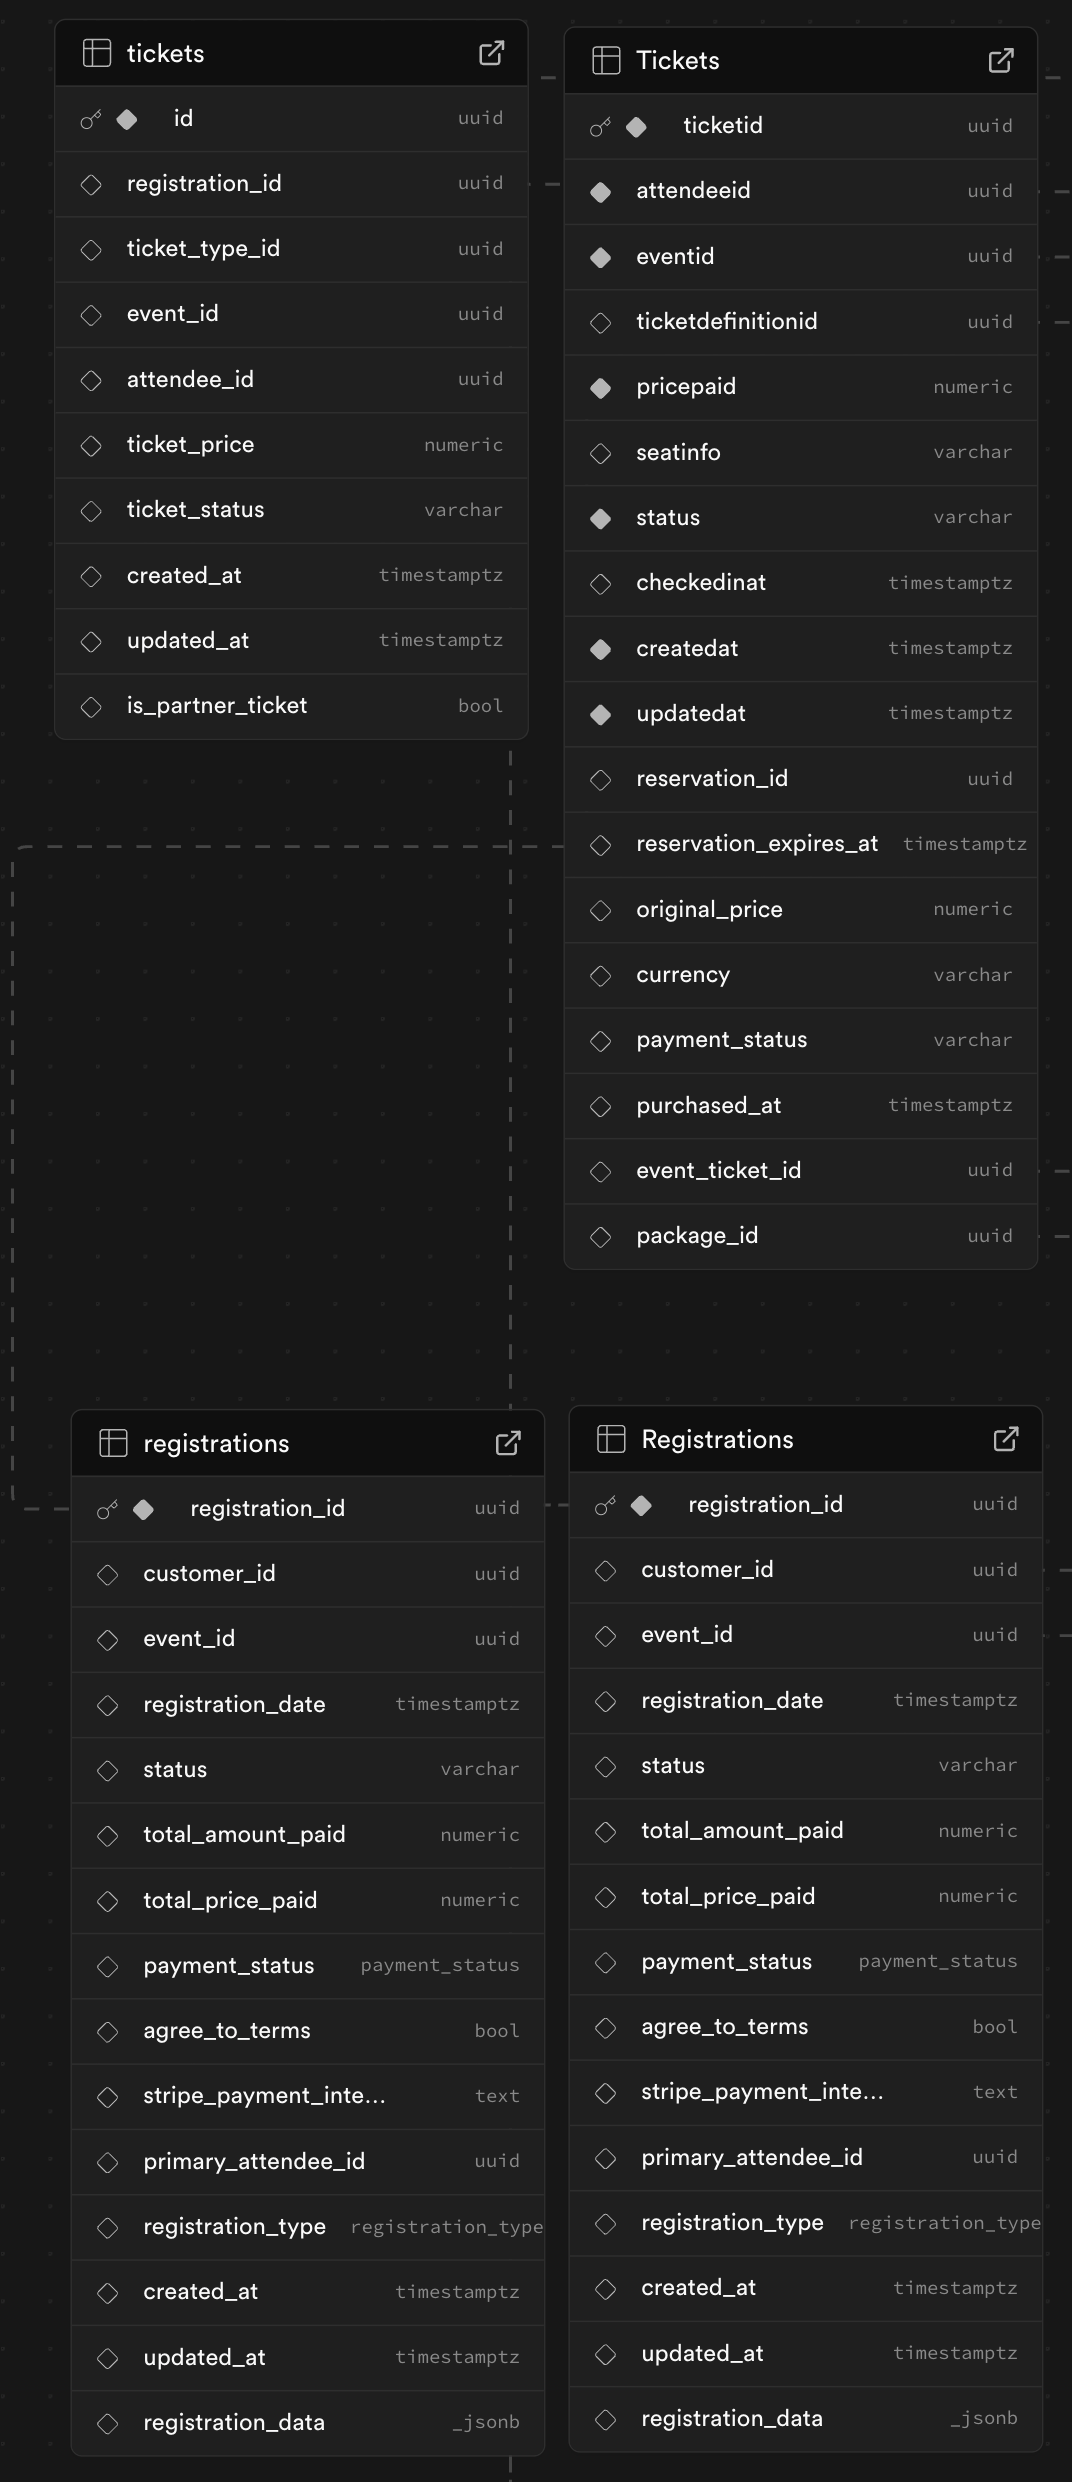 tickets
id uuid
registration_id uuid
ticket_type_id uuid
event_id uuid
attendee_id uuid
ticket_price numeric
ticket_status varchar
created_at timestamptz
updated_at timestamptz
is_partner_ticket bool
Tickets
ticketid uuid
attendeeid uuid
eventid uuid
ticketdefinitionid uuid
pricepaid numeric
seatinfo varchar
status varchar
checkedinat timestamptz
createdat timestamptz
updatedat timestamptz
reservation_id uuid
reservation_expires_at timestamptz
original_price numeric
currency varchar
payment_status varchar
purchased_at timestamptz
event_ticket_id uuid
package_id uuid
registrations
registration_id uuid
customer_id uuid
event_id uuid
registration_date timestamptz
status varchar
total_amount_paid numeric
total_price_paid numeric
payment_status payment_status
agree_to_terms bool
stripe_payment_inte... text
primary_attendee_id uuid
registration_type registration_type
created_at timestamptz
updated_at timestamptz
registration_data _jsonb
Registrations
registration_id uuid
customer_id uuid
event_id uuid
registration_date timestamptz
status varchar
total_amount_paid numeric
total_price_paid numeric
payment_status payment_status
agree_to_terms bool
stripe_payment_inte... text
primary_attendee_id uuid
registration_type registration_type
created_at timestamptz
updated_at timestamptz
registration_data _jsonb